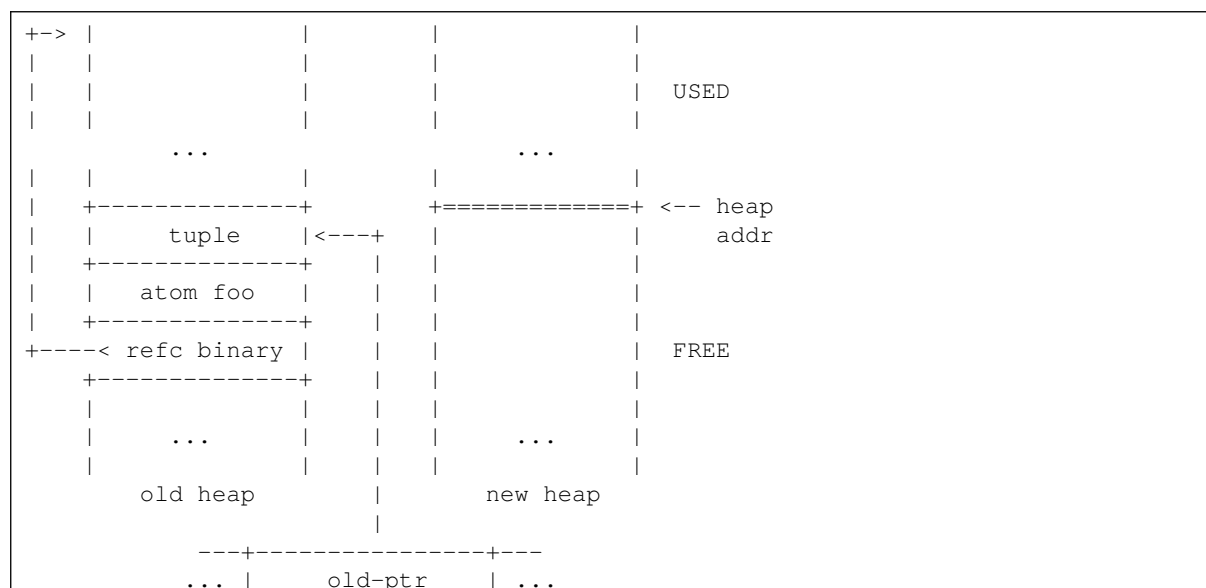 +-> |              |        |             |
|   |              |        |             |
|   |              |        |             |  USED
|   |              |        |             |
          ...                     ...
|   |              |        |             |
|   +--------------+        +=============+ <-- heap
|   |     tuple    |<---+   |             |     addr
|   +--------------+    |   |             |
|   |   atom foo   |    |   |             |
|   +--------------+    |   |             |
+----< refc binary |    |   |             |  FREE
    +--------------+    |   |             |
    |              |    |   |             |
    |     ...      |    |   |     ...     |
    |              |    |   |             |
        old heap        |       new heap
                        |
            ---+----------------+---
           ... |     old-ptr    | ...